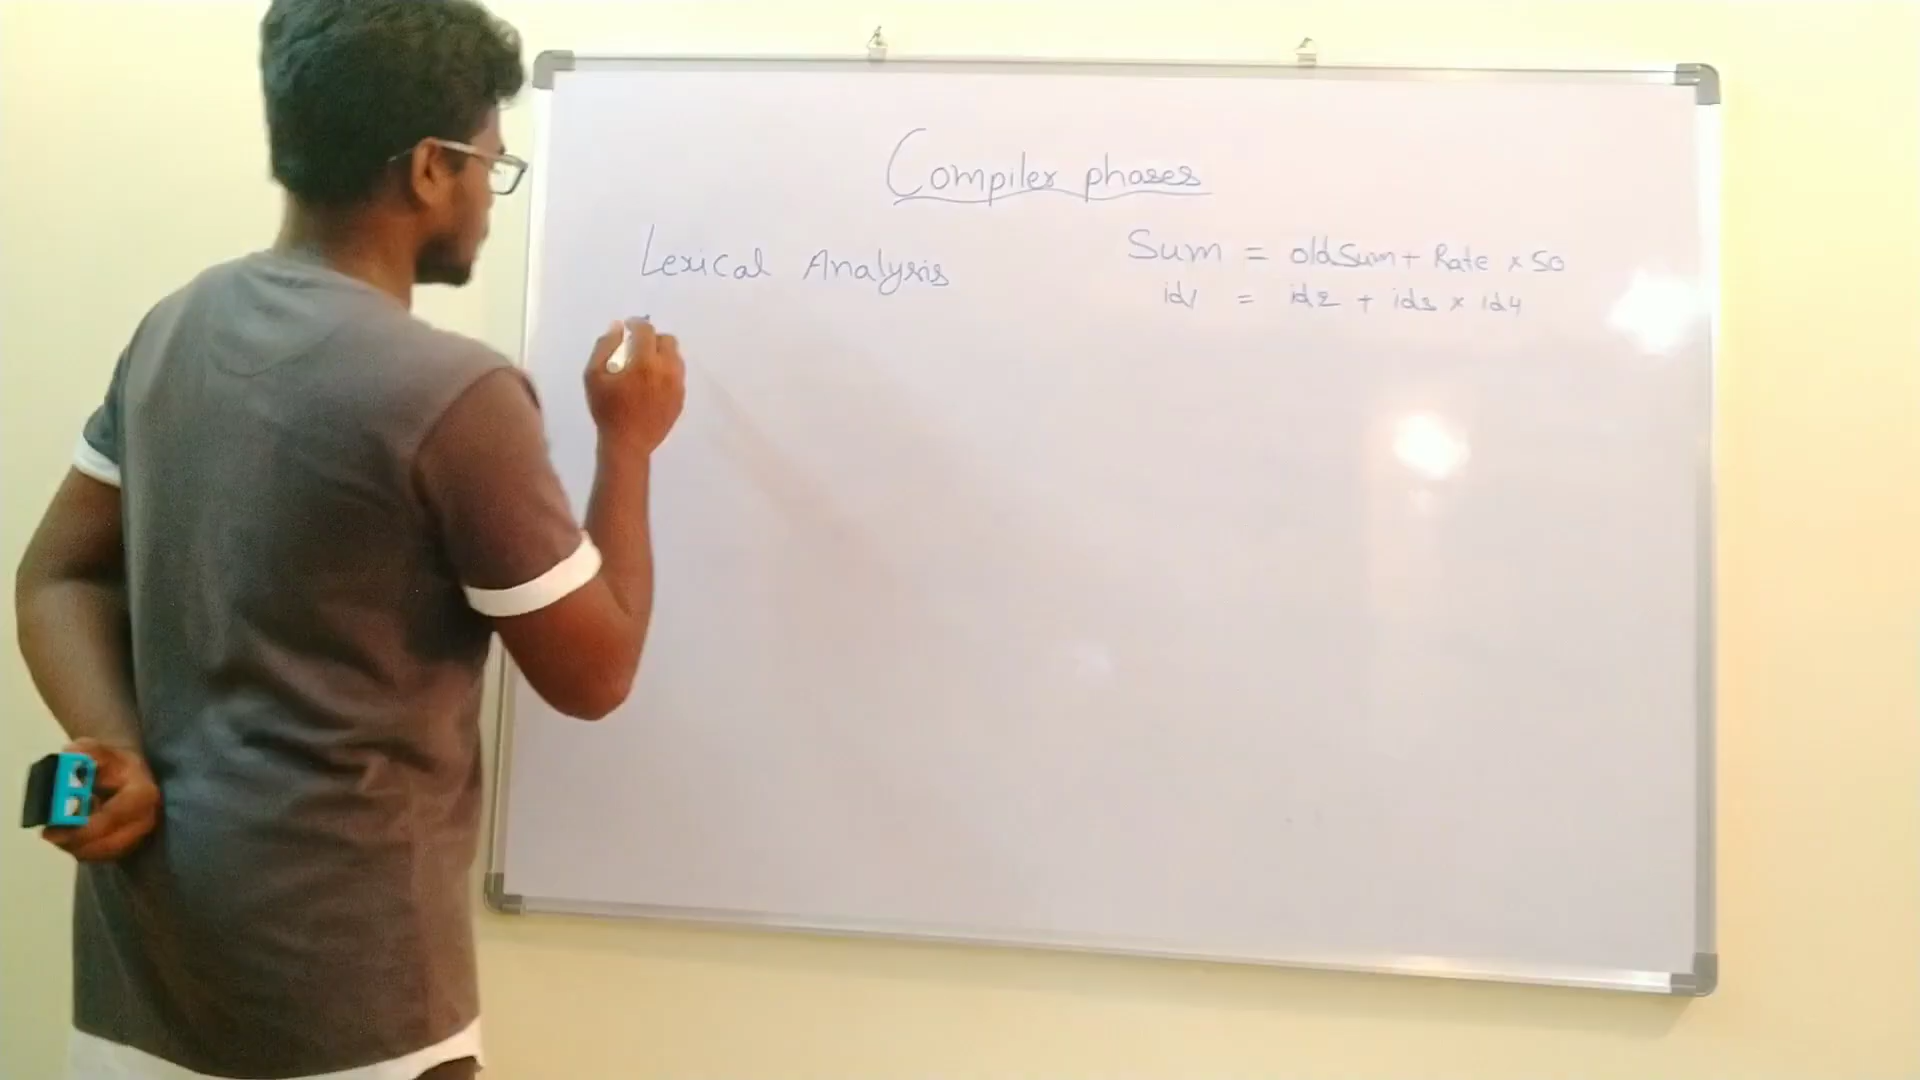 Compiler phases
Lexical Analysis
Sum = oldsum + Rate × 50
id1 = id2 + id3 × id4